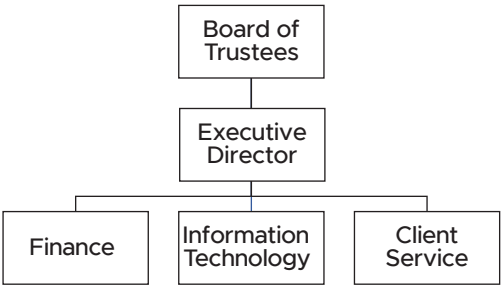 Board of
Trustees
Executive
Director
Finance
Information
Technology
Client
Service